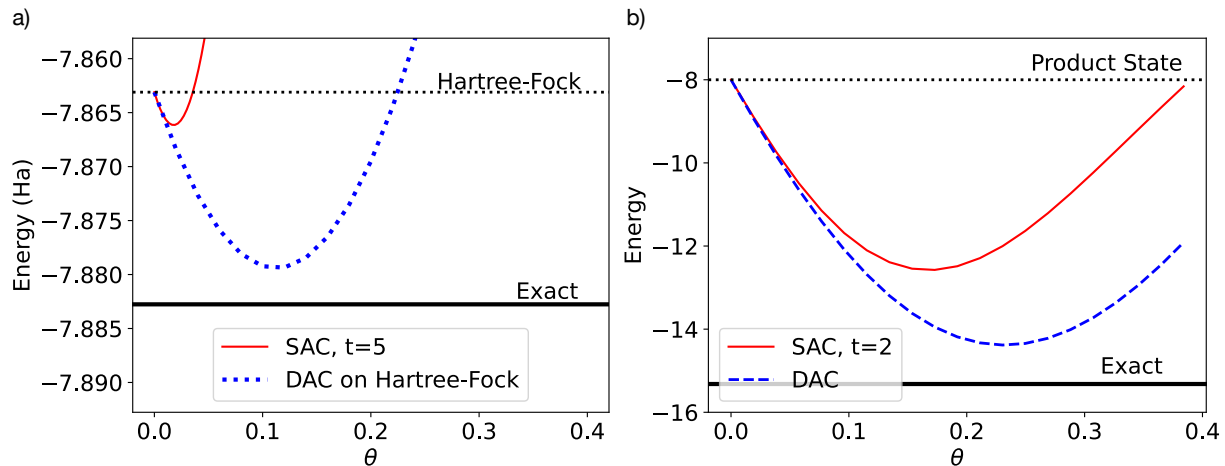 a)
−7.860
−7.865
−7.870
−7.875
−7.880
−7.885
−7.890
Energy (Ha)
Hartree-Fock
Exact
SAC, t=5
DAC on Hartree-Fock
0.0 0.1 0.2 0.3 0.4
θ
b)
−8
−10
−12
−14
−16
Energy
Product State
Exact
SAC, t=2
DAC
0.0 0.1 0.2 0.3 0.4
θ